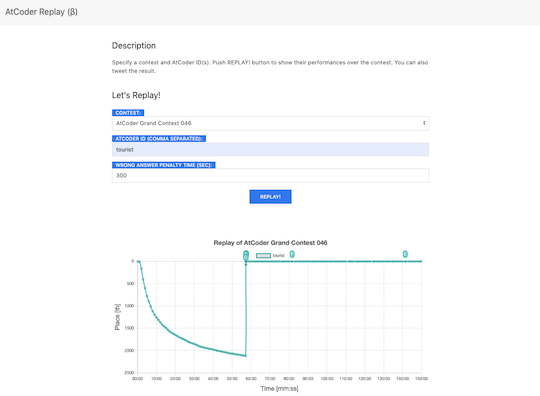 AtCoder Replay (β)
Description
Specify a contest and AtCoder ID(s). Push REPLAY! button to show their performances over the contest. You can also
tweet the result.
Let's Replay!
CONTEST:
AtCoder Grand Contest 046
ATCODER ID (COMMA SEPARATED):
tourist
WRONG ANSWER PENALTY TIME [SEC]:
300
REPLAY!
Replay of AtCoder Grand Contest 046
tourist
Place [th]
0
500
1000
1500
2000
2500
00:00 10:00 20:00 30:00 40:00 50:00 60:00 70:00 80:00 90:00 100:00 110:00 120:00 130:00 140:00 150:00
Time [mm:ss]